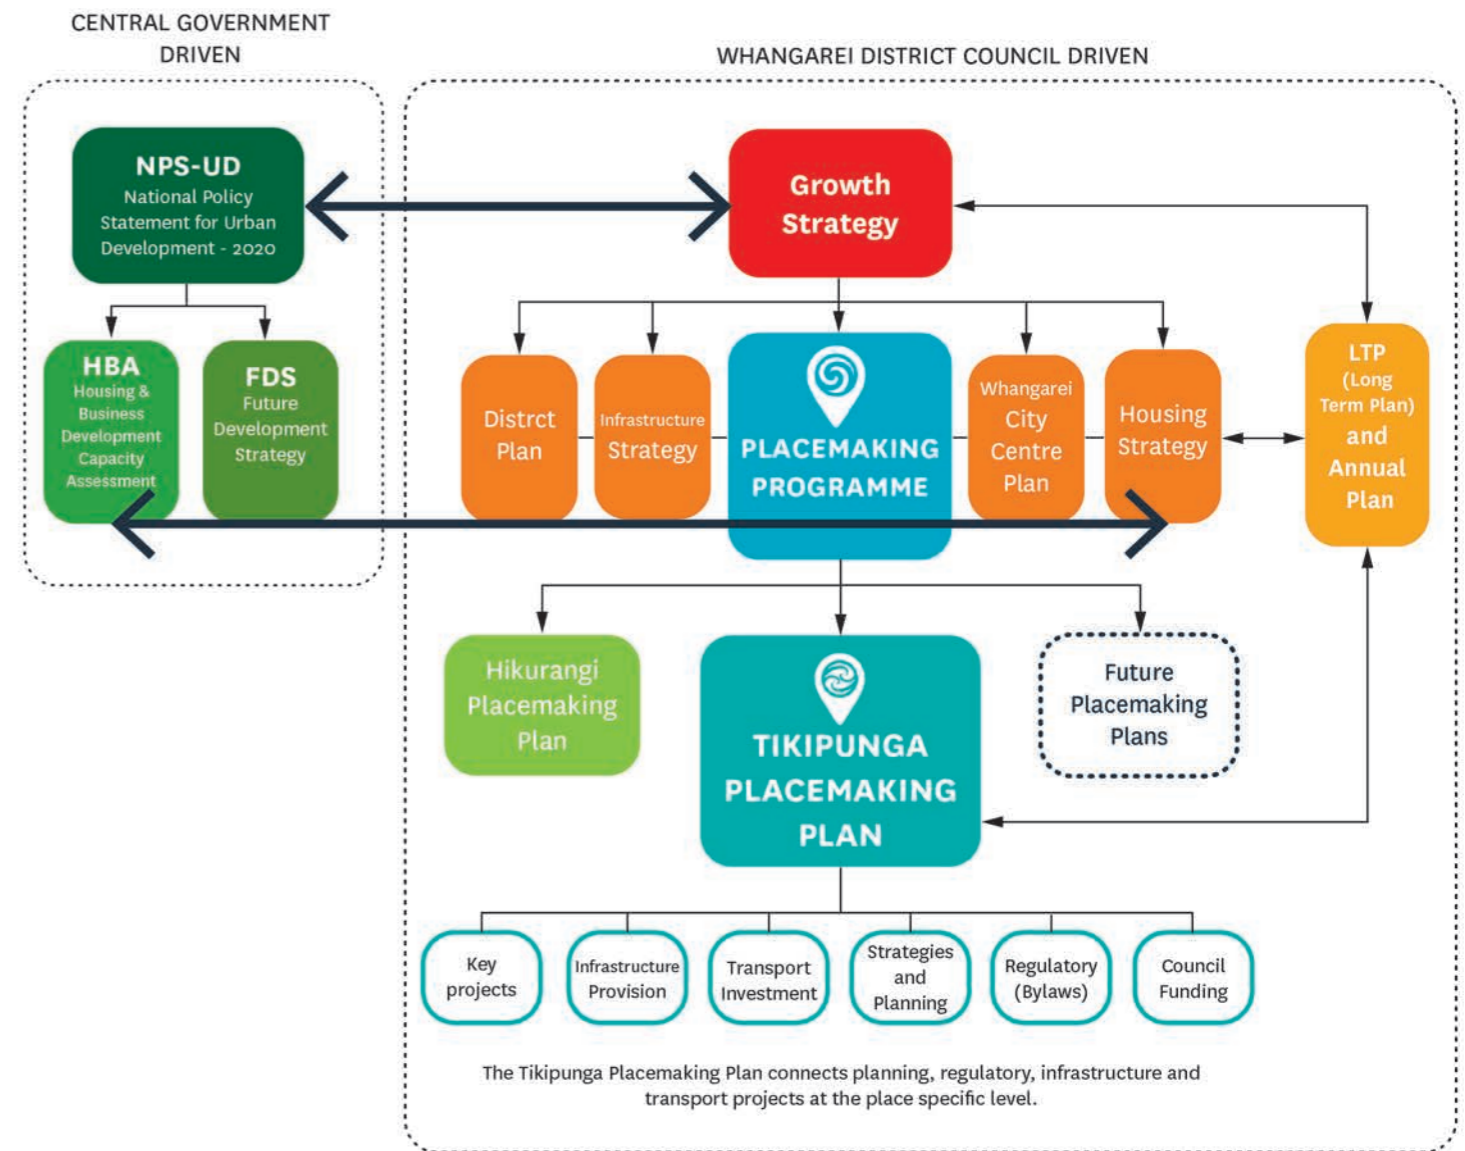 CENTRAL GOVERNMENT
DRIVEN
WHANGAREI DISTRICT COUNCIL DRIVEN
NPS-UD
National Policy
Statement for Urban
Development - 2020
Growth
Strategy
HBA
Housing &
Business
Development
Capacity
Assessment
FDS
Future
Development
Strategy
Distrct
Plan
Infrastructure
Strategy
PLACEMAKING
PROGRAMME
Whangarei
City
Centre
Plan
Housing
Strategy
LTP
(Long
Term Plan)
and
Annual
Plan
Hikurangi
Placemaking
Plan
TIKIPUNGA
PLACEMAKING
PLAN
Future
Placemaking
Plans
Key
projects
Infrastructure
Provision
Transport
Investment
Strategies
and
Planning
Regulatory
(Bylaws)
Council
Funding
The Tikipunga Placemaking Plan connects planning, regulatory, infrastructure and
transport projects at the place specific level.